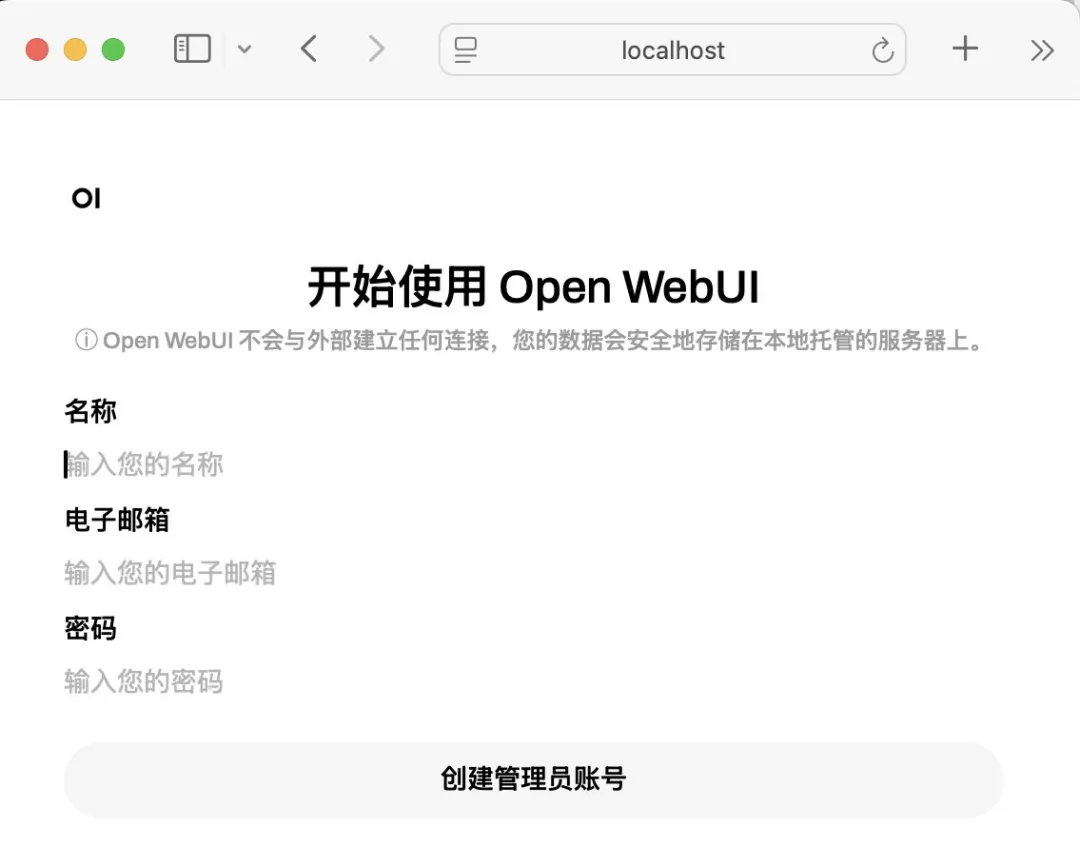 localhost
OI
开始使用 Open WebUI
ⓘ Open WebUI 不会与外部建立任何连接，您的数据会安全地存储在本地托管的服务器上。
名称
输入您的名称
电子邮箱
输入您的电子邮箱
密码
输入您的密码
创建管理员账号